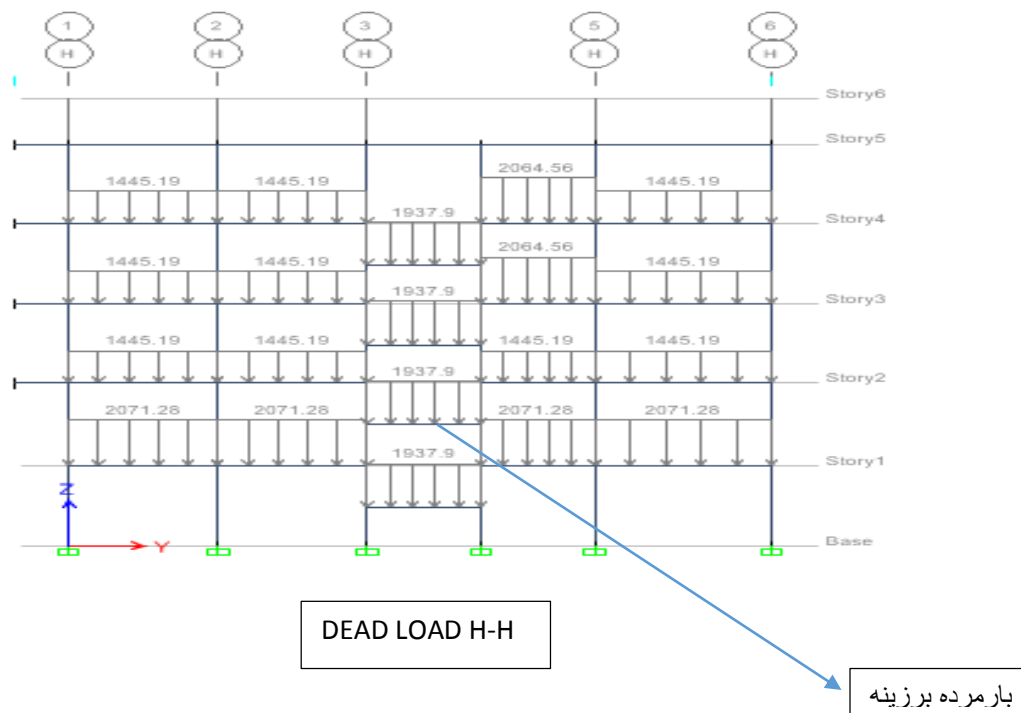 1 2 3 5 6
H H H H H
Story6
Story5
2064.56
1445.19 1445.19 1445.19
1937.9
Story4
2064.56
1445.19 1445.19 1445.19
1937.9
Story3
1445.19 1445.19 1445.19 1445.19
1937.9
Story2
2071.28 2071.28 2071.28 2071.28
1937.9
Story1
Z
Y
Base
DEAD LOAD H-H
بارمرده برزینه